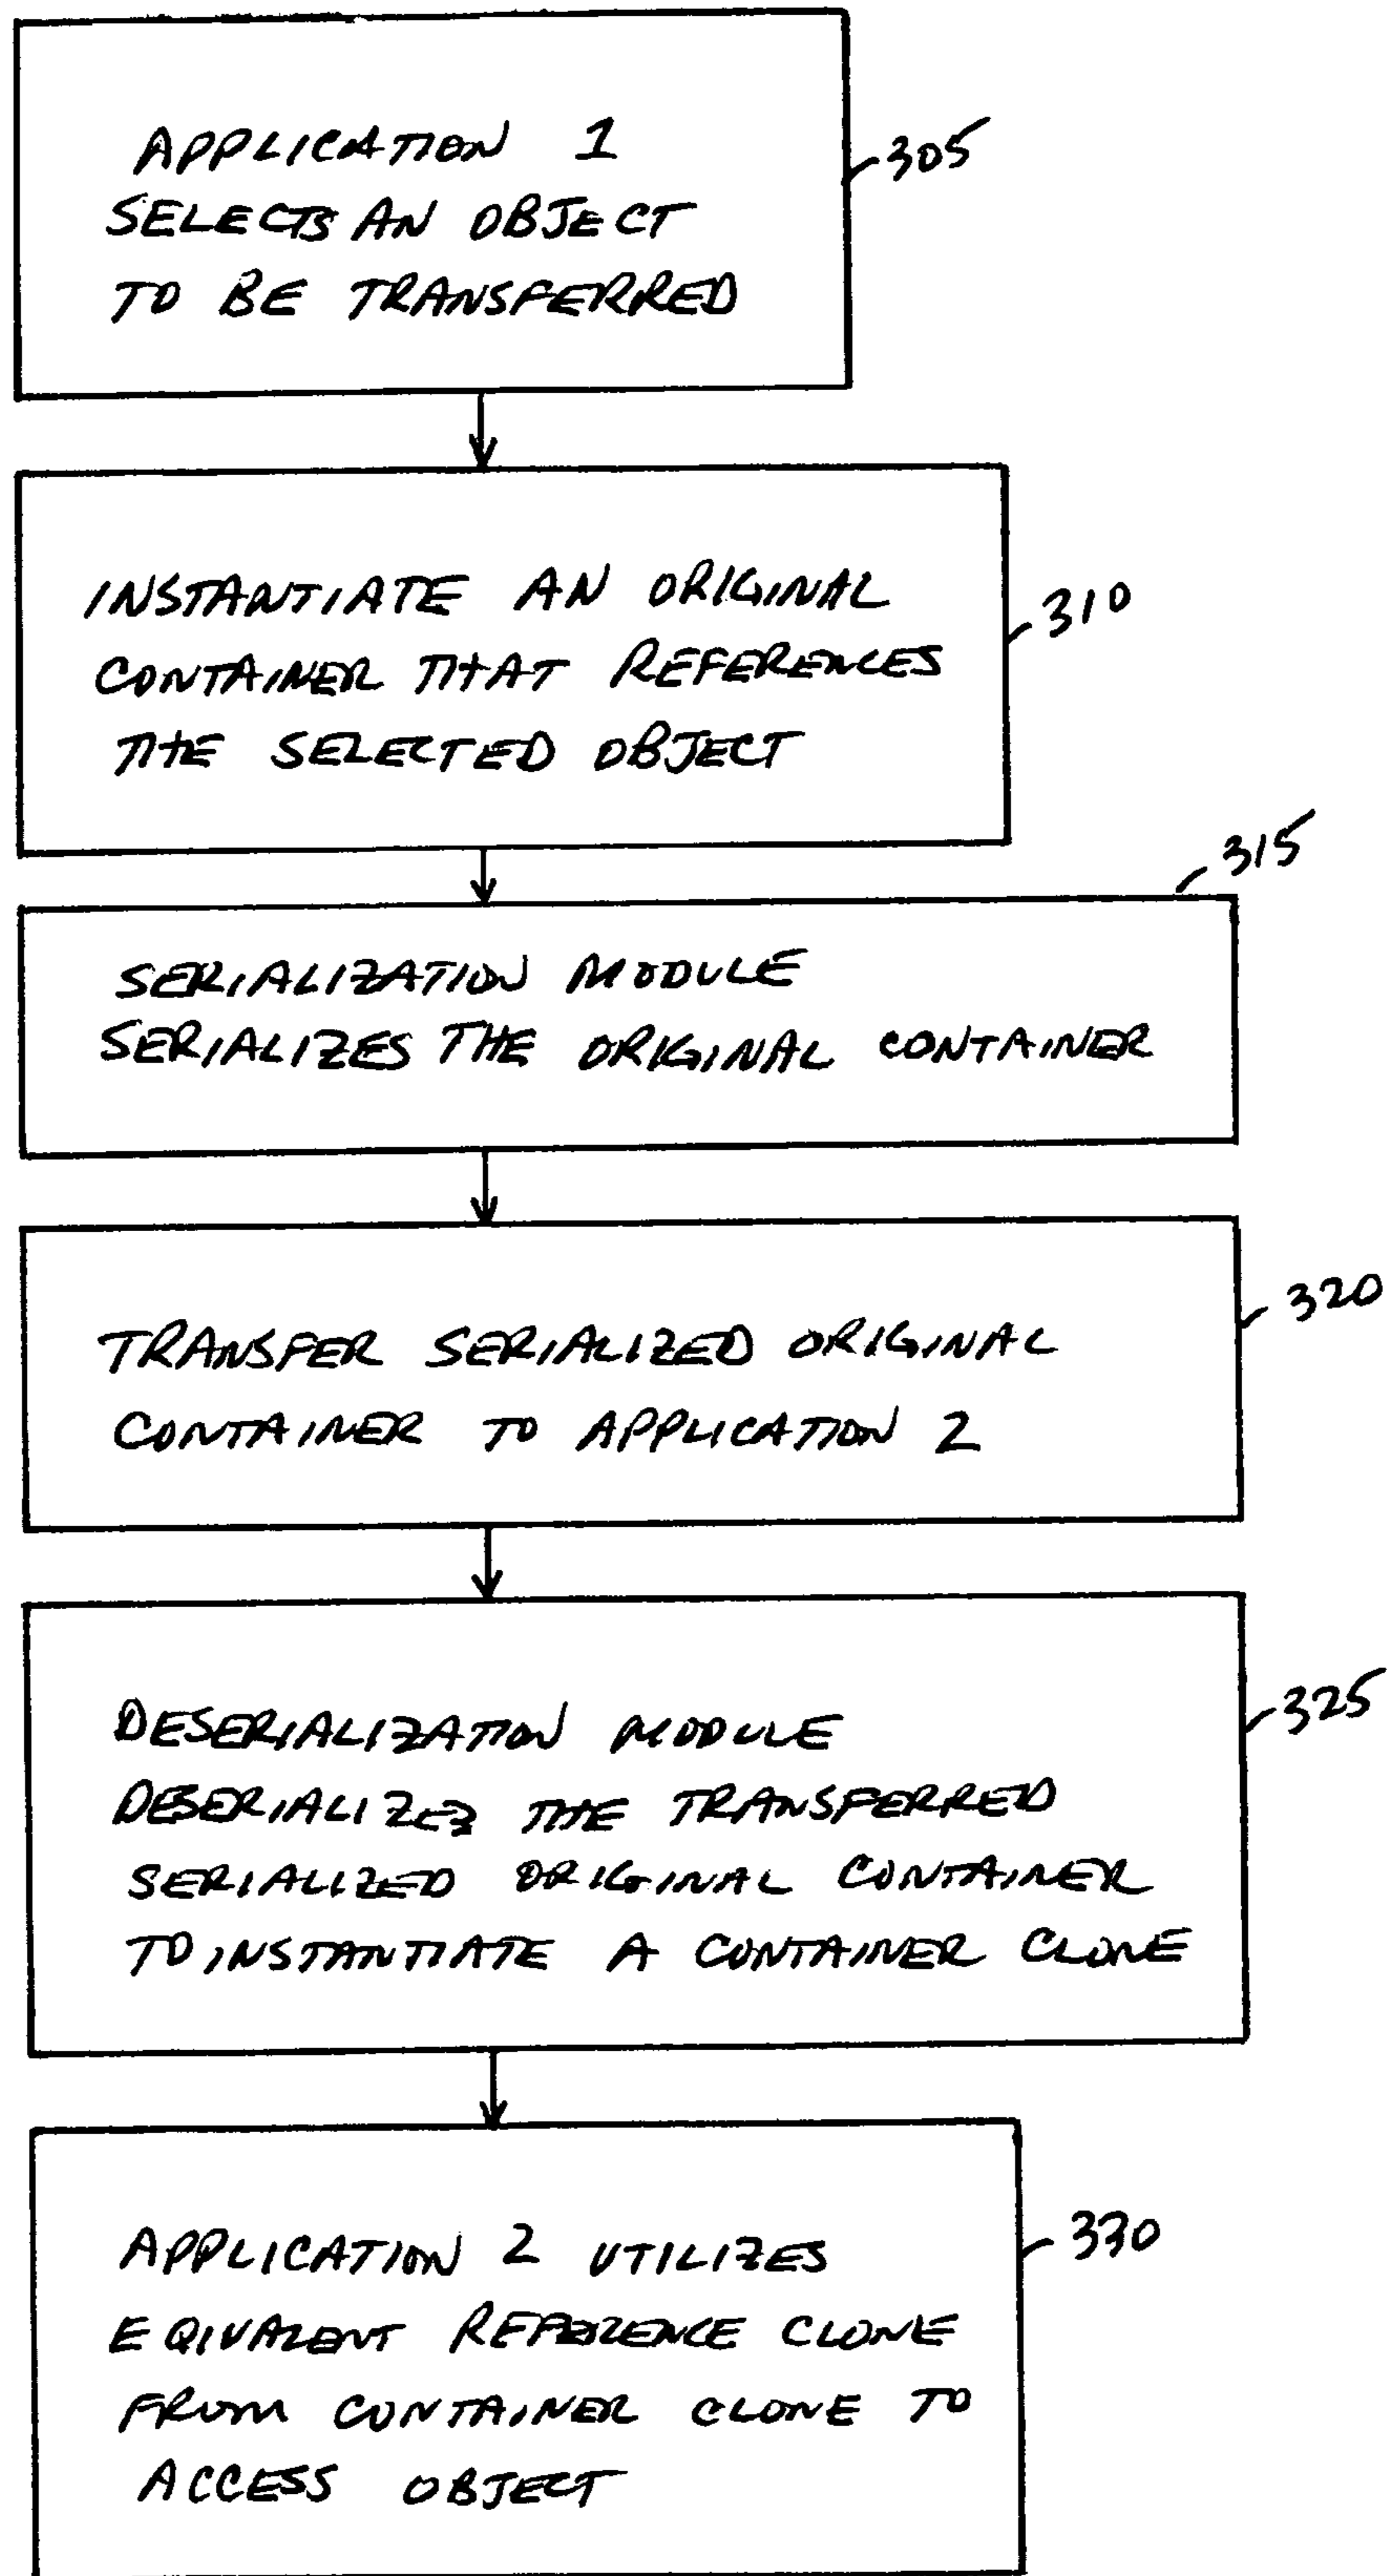 APPLICATION 1
SELECTS AN OBJECT
TO BE TRANSFERRED
305
INSTANTIATE AN ORIGINAL
CONTAINER THAT REFERENCES
THE SELECTED OBJECT
310
315
SERIALIZATION MODULE
SERIALIZES THE ORIGINAL CONTAINER
TRANSFER SERIALIZED ORIGINAL
CONTAINER TO APPLICATION 2
320
DESERIALIZATION MODULE
DESERIALIZES THE TRANSFERRED
SERIALIZED ORIGINAL CONTAINER
TO INSTANTIATE A CONTAINER CLONE
325
APPLICATION 2 UTILIZES
EQIVALENT REFERENCE CLONE
FROM CONTAINER CLONE TO
ACCESS OBJECT
330